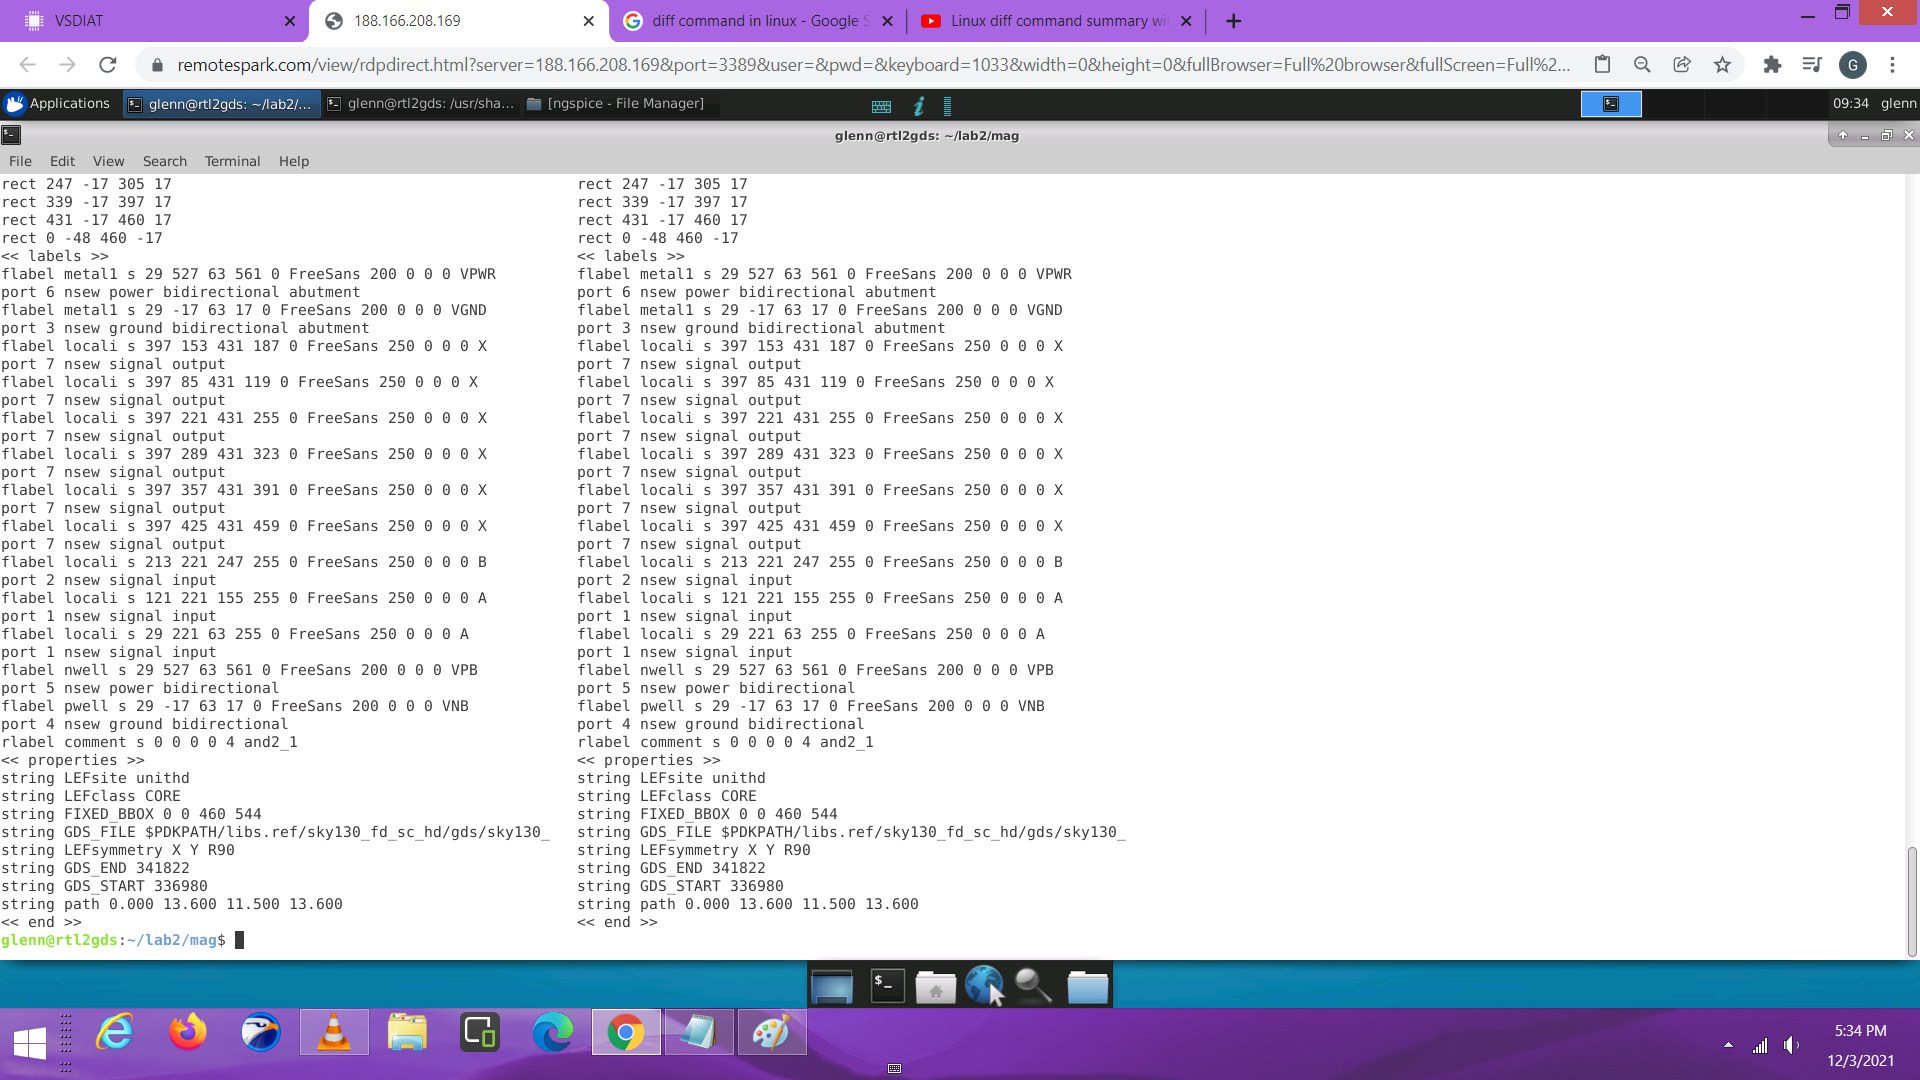 VSDIAT
188.166.208.169
diff command in linux - Google S
Linux diff command summary wi
remotespark.com/view/rdpdirect.html?server=188.166.208.169&port=3389&user=&pwd=&keyboard=1033&width=0&height=0&fullBrowser=Full%20browser&fullScreen=Full%2...
G
Applications
glenn@rtl2gds: ~/lab2/...
glenn@rtl2gds: /usr/sha...
[ngspice - File Manager]
09:34 glenn
glenn@rtl2gds: ~/lab2/mag
File Edit View Search Terminal Help
rect 247 -17 305 17 rect 247 -17 305 17
rect 339 -17 397 17 rect 339 -17 397 17
rect 431 -17 460 17 rect 431 -17 460 17
rect 0 -48 460 -17 rect 0 -48 460 -17
<< labels >> << labels >>
flabel metal1 s 29 527 63 561 0 FreeSans 200 0 0 0 VPWR flabel metal1 s 29 527 63 561 0 FreeSans 200 0 0 0 VPWR
port 6 nsew power bidirectional abutment port 6 nsew power bidirectional abutment
flabel metal1 s 29 -17 63 17 0 FreeSans 200 0 0 0 VGND flabel metal1 s 29 -17 63 17 0 FreeSans 200 0 0 0 VGND
port 3 nsew ground bidirectional abutment port 3 nsew ground bidirectional abutment
flabel locali s 397 153 431 187 0 FreeSans 250 0 0 0 X flabel locali s 397 153 431 187 0 FreeSans 250 0 0 0 X
port 7 nsew signal output port 7 nsew signal output
flabel locali s 397 85 431 119 0 FreeSans 250 0 0 0 X flabel locali s 397 85 431 119 0 FreeSans 250 0 0 0 X
port 7 nsew signal output port 7 nsew signal output
flabel locali s 397 221 431 255 0 FreeSans 250 0 0 0 X flabel locali s 397 221 431 255 0 FreeSans 250 0 0 0 X
port 7 nsew signal output port 7 nsew signal output
flabel locali s 397 289 431 323 0 FreeSans 250 0 0 0 X flabel locali s 397 289 431 323 0 FreeSans 250 0 0 0 X
port 7 nsew signal output port 7 nsew signal output
flabel locali s 397 357 431 391 0 FreeSans 250 0 0 0 X flabel locali s 397 357 431 391 0 FreeSans 250 0 0 0 X
port 7 nsew signal output port 7 nsew signal output
flabel locali s 397 425 431 459 0 FreeSans 250 0 0 0 X flabel locali s 397 425 431 459 0 FreeSans 250 0 0 0 X
port 7 nsew signal output port 7 nsew signal output
flabel locali s 213 221 247 255 0 FreeSans 250 0 0 0 B flabel locali s 213 221 247 255 0 FreeSans 250 0 0 0 B
port 2 nsew signal input port 2 nsew signal input
flabel locali s 121 221 155 255 0 FreeSans 250 0 0 0 A flabel locali s 121 221 155 255 0 FreeSans 250 0 0 0 A
port 1 nsew signal input port 1 nsew signal input
flabel locali s 29 221 63 255 0 FreeSans 250 0 0 0 A flabel locali s 29 221 63 255 0 FreeSans 250 0 0 0 A
port 1 nsew signal input port 1 nsew signal input
flabel nwell s 29 527 63 561 0 FreeSans 200 0 0 0 VPB flabel nwell s 29 527 63 561 0 FreeSans 200 0 0 0 VPB
port 5 nsew power bidirectional port 5 nsew power bidirectional
flabel pwell s 29 -17 63 17 0 FreeSans 200 0 0 0 VNB flabel pwell s 29 -17 63 17 0 FreeSans 200 0 0 0 VNB
port 4 nsew ground bidirectional port 4 nsew ground bidirectional
rlabel comment s 0 0 0 0 4 and2_1 rlabel comment s 0 0 0 0 4 and2_1
<< properties >> << properties >>
string LEFsite unithd string LEFsite unithd
string LEFclass CORE string LEFclass CORE
string FIXED_BBOX 0 0 460 544 string FIXED_BBOX 0 0 460 544
string GDS_FILE $PDKPATH/libs.ref/sky130_fd_sc_hd/gds/sky130_ string GDS_FILE $PDKPATH/libs.ref/sky130_fd_sc_hd/gds/sky130_
string LEFsymmetry X Y R90 string LEFsymmetry X Y R90
string GDS_END 341822 string GDS_END 341822
string GDS_START 336980 string GDS_START 336980
string path 0.000 13.600 11.500 13.600 string path 0.000 13.600 11.500 13.600
<< end >> << end >>
glenn@rtl2gds:~/lab2/mag$
5:34 PM
12/3/2021